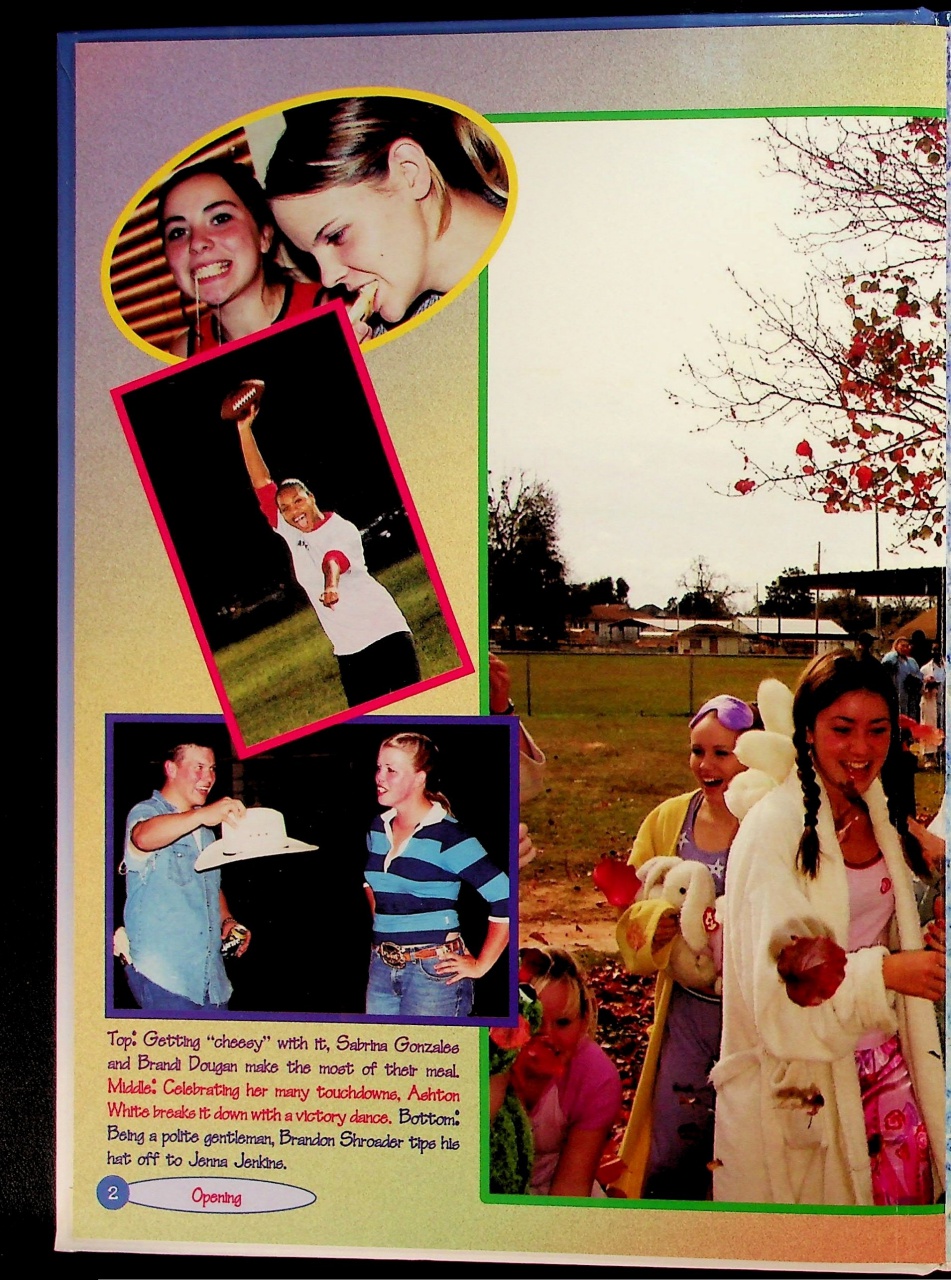 Top: Getting "cheesy" with it, Sabrina Gonzales
and Brandi Dougan make the most of their meal.
Middle: Celebrating her many touchdowns, Ashton
White breaks it down with a victory dance. Bottom:
Being a polite gentleman, Brandon Shroader tips his
hat off to Jenna Jenkins.
2
Opening